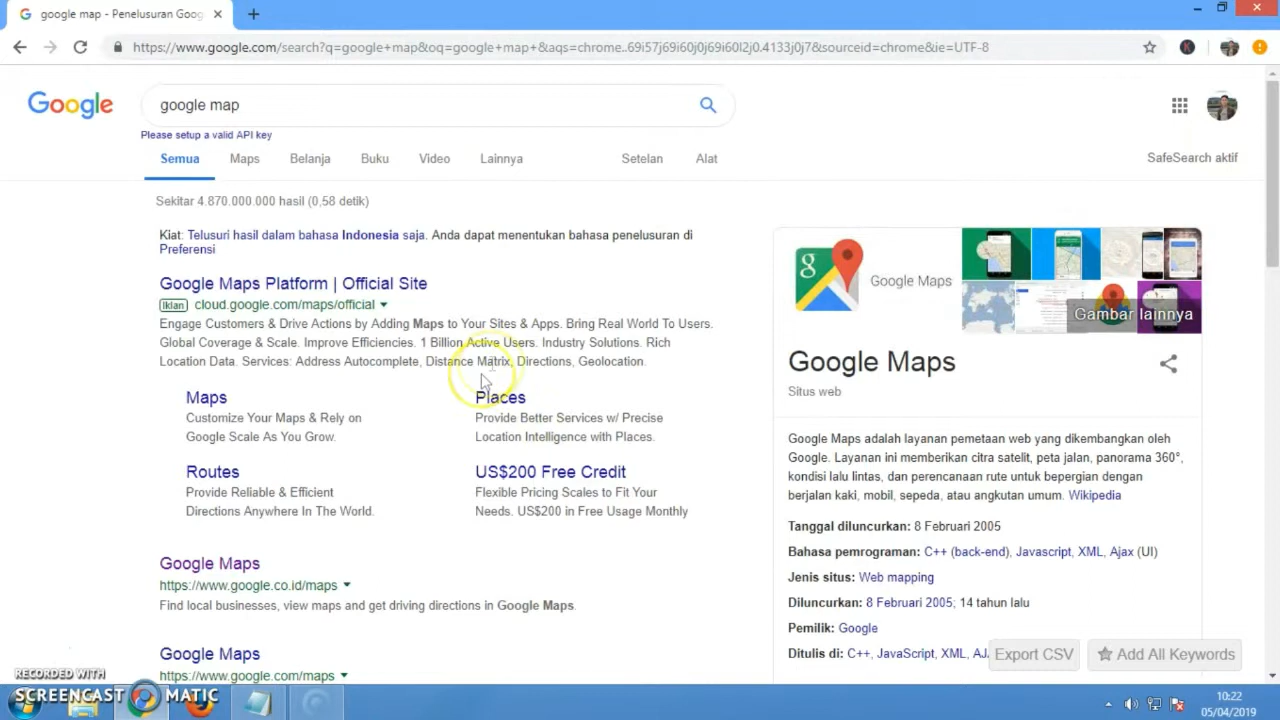 google map - Penelusuran Goog
https://www.google.com/search?q=google+map&oq=google+map+&aqs=chrome..69i57j69i60j0j69i60l2j0.4133j0j7&sourceid=chrome&ie=UTF-8
Google
google map
Please setup a valid API key
Semua Maps Belanja Buku Video Lainnya Setelan Alat
SafeSearch aktif
Sekitar 4.870.000.000 hasil (0,58 detik)
Kiat: Telusuri hasil dalam bahasa Indonesia saja. Anda dapat menentukan bahasa penelusuran di
Preferensi
Google Maps Platform | Official Site
Iklan cloud.google.com/maps/official
Engage Customers & Drive Actions by Adding Maps to Your Sites & Apps. Bring Real World To Users.
Global Coverage & Scale. Improve Efficiencies. 1 Billion Active Users. Industry Solutions. Rich
Location Data. Services: Address Autocomplete, Distance Matrix, Directions, Geolocation.
Maps
Customize Your Maps & Rely on
Google Scale As You Grow.
Places
Provide Better Services w/ Precise
Location Intelligence with Places.
Routes
Provide Reliable & Efficient
Directions Anywhere In The World.
US$200 Free Credit
Flexible Pricing Scales to Fit Your
Needs. US$200 in Free Usage Monthly
Google Maps
https://www.google.co.id/maps
Find local businesses, view maps and get driving directions in Google Maps.
Google Maps
https://www.google.com/maps
Google Maps
Gambar lainnya
Google Maps
Situs web
Google Maps adalah layanan pemetaan web yang dikembangkan oleh
Google. Layanan ini memberikan citra satelit, peta jalan, panorama 360°,
kondisi lalu lintas, dan perencanaan rute untuk bepergian dengan
berjalan kaki, mobil, sepeda, atau angkutan umum. Wikipedia
Tanggal diluncurkan: 8 Februari 2005
Bahasa pemrograman: C++ (back-end), Javascript, XML, Ajax (UI)
Jenis situs: Web mapping
Diluncurkan: 8 Februari 2005; 14 tahun lalu
Pemilik: Google
Ditulis di: C++, JavaScript, XML, AJ
Export CSV
Add All Keywords
RECORDED WITH
SCREENCAST MATIC
10:22
05/04/2019